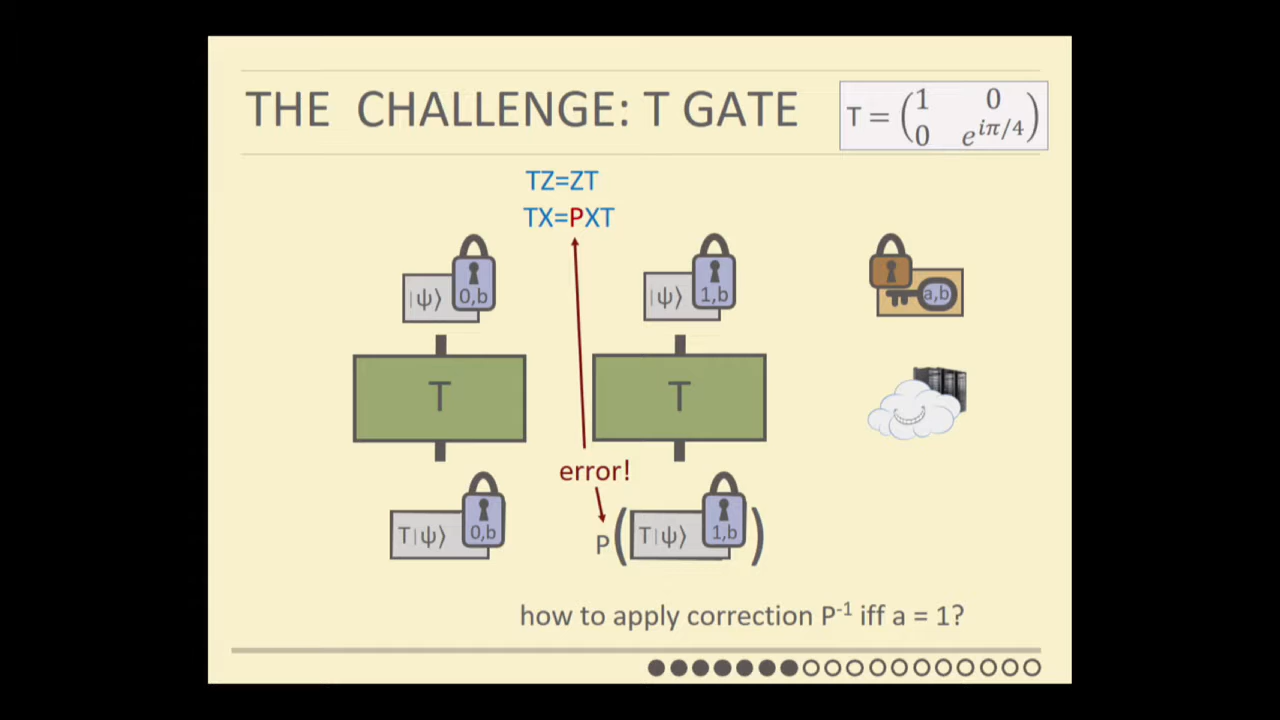 THE CHALLENGE: T GATE
T = (1 0
0 e^{iπ/4})
TZ=ZT
TX=PXT
|ψ⟩ 0,b
|ψ⟩ 1,b
a,b
T
T
error!
T|ψ⟩ 0,b
P(T|ψ⟩ 1,b)
how to apply correction P⁻¹ iff a = 1?